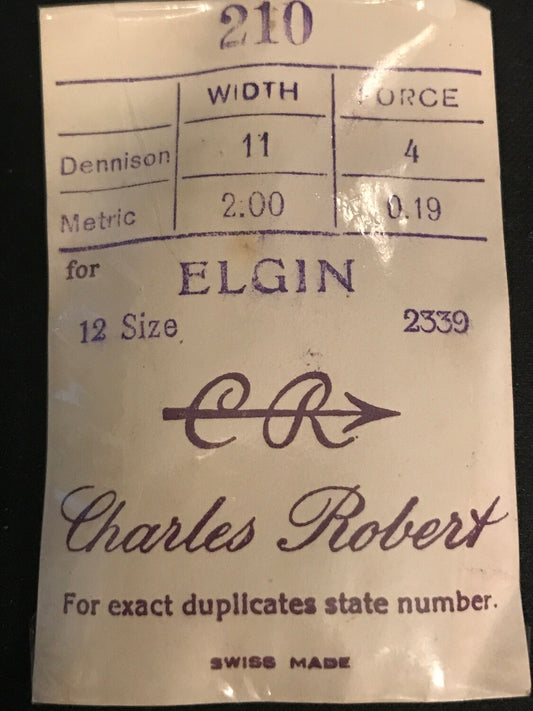 210
WIDTH FORCE
Dennison 11 4
Metric 2.00 0.19
for ELGIN
12 Size 2339
CR
Charles Robert
For exact duplicates state number.
SWISS MADE